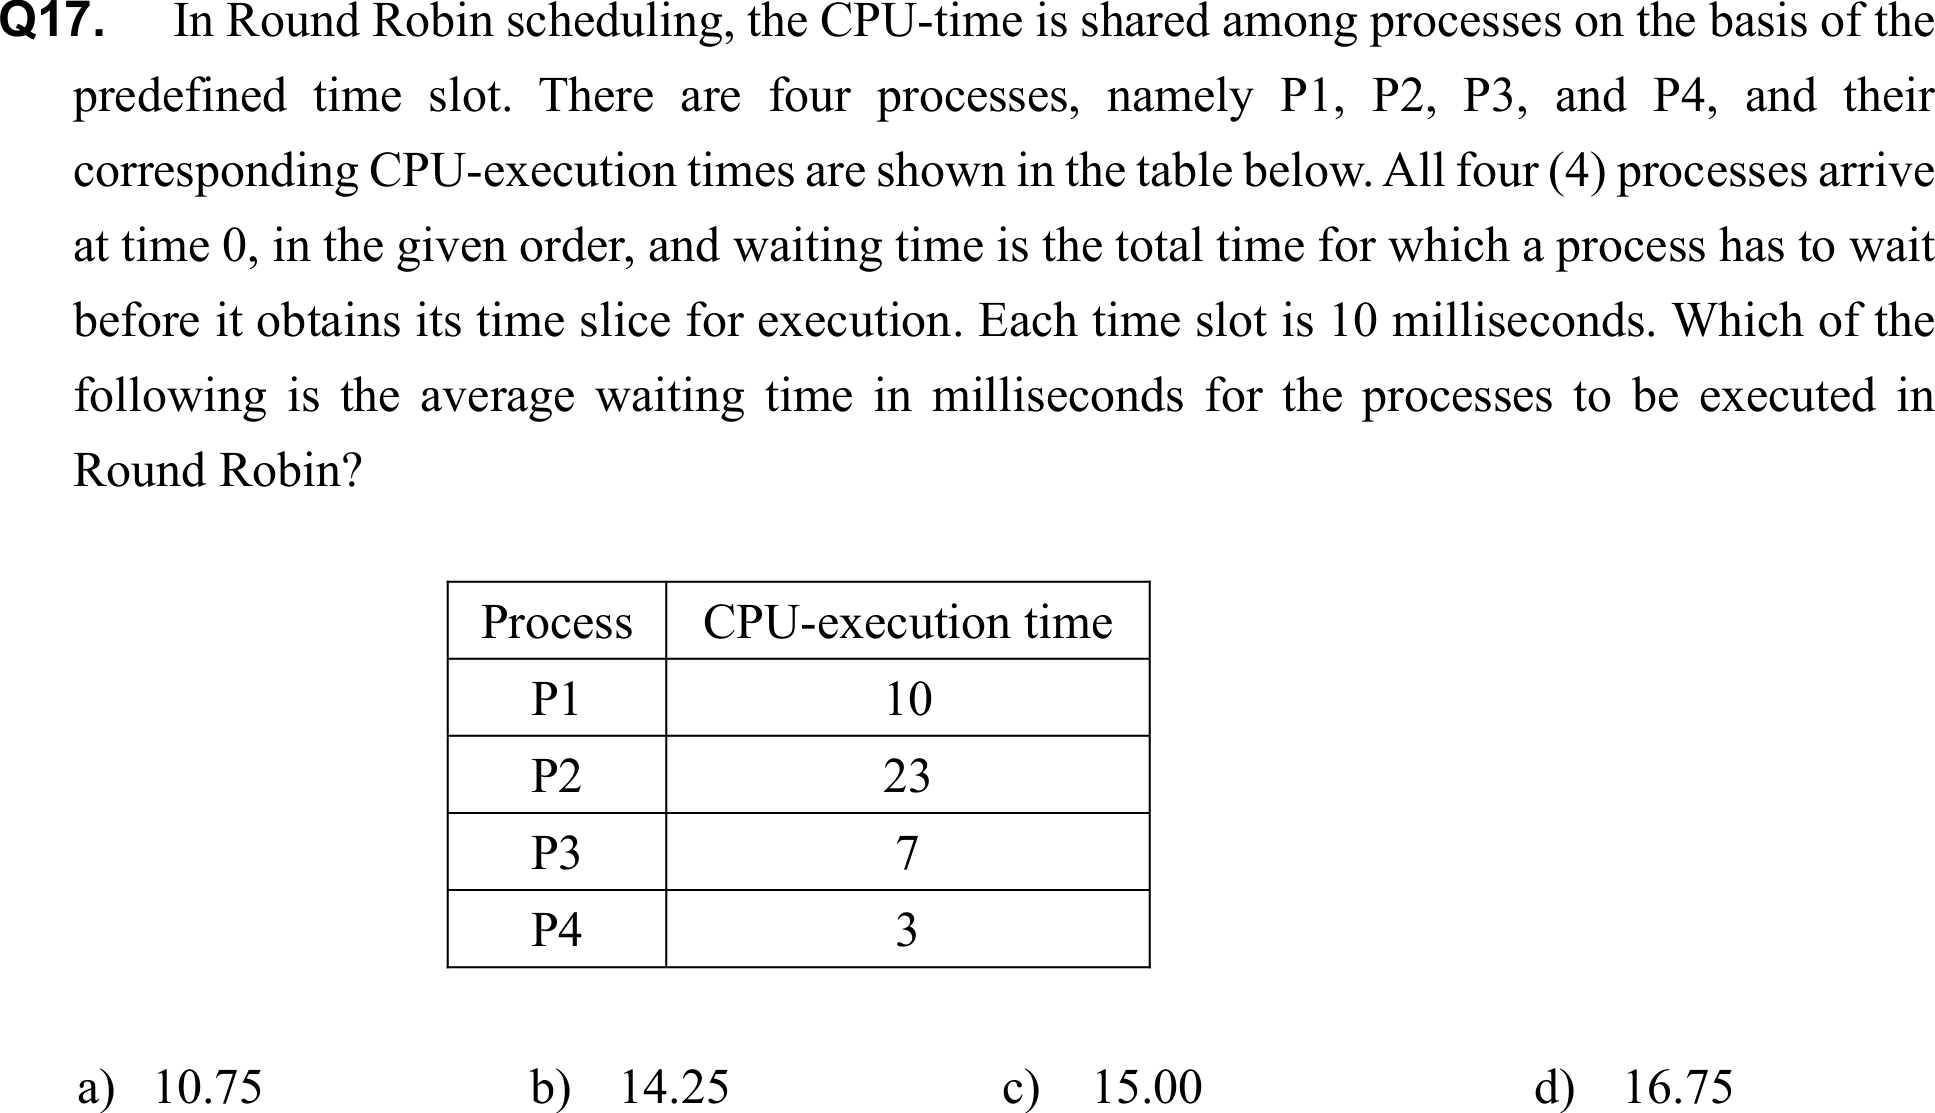 Q17. In Round Robin scheduling, the CPU-time is shared among processes on the basis of the
predefined time slot. There are four processes, namely P1, P2, P3, and P4, and their
corresponding CPU-execution times are shown in the table below. All four (4) processes arrive
at time 0, in the given order, and waiting time is the total time for which a process has to wait
before it obtains its time slice for execution. Each time slot is 10 milliseconds. Which of the
following is the average waiting time in milliseconds for the processes to be executed in
Round Robin?
Process CPU-execution time
P1 10
P2 23
P3 7
P4 3
a) 10.75 b) 14.25 c) 15.00 d) 16.75